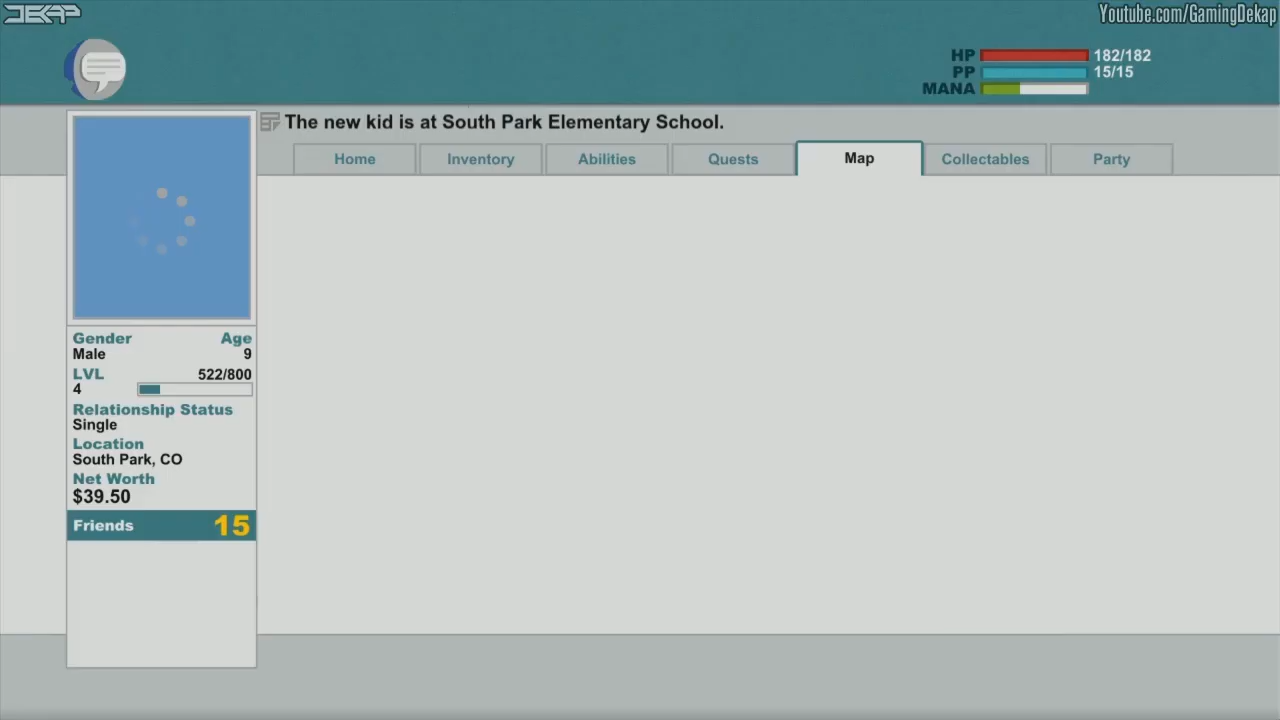 DEKAP
Youtube.com/GamingDekap
HP 182/182
PP 15/15
MANA
The new kid is at South Park Elementary School.
Home Inventory Abilities Quests Map Collectables Party
Gender Age
Male 9
LVL 522/800
4
Relationship Status
Single
Location
South Park, CO
Net Worth
$39.50
Friends 15